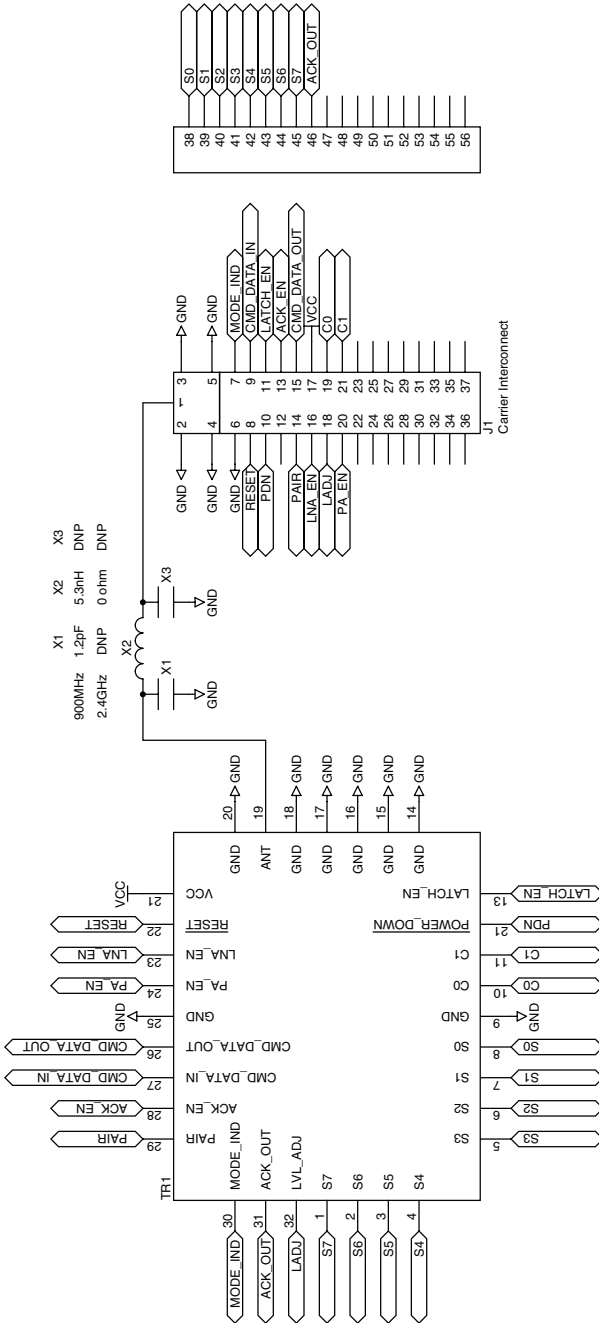 38 S0
39 S1
40 S2
41 S3
42 S4
43 S5
44 S6
45 S7
46 ACK_OUT
47
48
49
50
51
52
53
54
55
56
GND 2 1 3 GND
GND 4 5 GND
GND 6 7 MODE_IND
RESET 8 9 CMD_DATA_IN
PDN 10 11 LATCH_EN
12 13 ACK_EN
PAIR 14 15 CMD_DATA_OUT
LNA_EN 16 17 VCC
LADJ 18 19 C0
PA_EN 20 21 C1
22 23
24 25
26 27
28 29
30 31
32 33
34 35
36 37
J1
Carrier Interconnect
X1 X2 X3
900MHz 1.2pF 5.3nH DNP
2.4GHz DNP 0 ohm DNP
X2
X1
X3
GND
GND
TR1
GND 20 GND
ANT 19
GND 18 GND
GND 17 GND
GND 16 GND
GND 15 GND
GND 14 GND
VCC 21 VCC
RESET 22 RESET
LNA_EN 23 LNA_EN
PA_EN 24 PA_EN
GND 25 GND
CMD_DATA_OUT 26 CMD_DATA_OUT
CMD_DATA_IN 27 CMD_DATA_IN
ACK_EN 28 ACK_EN
PAIR 29 PAIR
MODE_IND 30 MODE_IND
ACK_OUT 31 ACK_OUT
LADJ 32 LVL_ADJ
S7 1 S7
S6 2 S6
S5 3 S5
S4 4 S4
S3 5 S3
S2 6 S2
S1 7 S1
S0 8 S0
GND 9 GND
C0 10 C0
C1 11 C1
POWER_DOWN 21 PDN
LATCH_EN 13 LATCH_EN